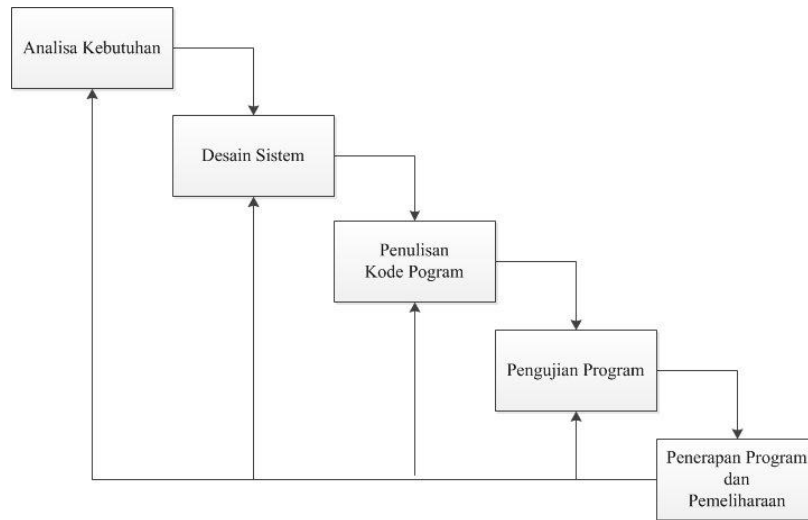 Analisa Kebutuhan
Desain Sistem
Penulisan
Kode Pogram
Pengujian Program
Penerapan Program
dan
Pemeliharaan